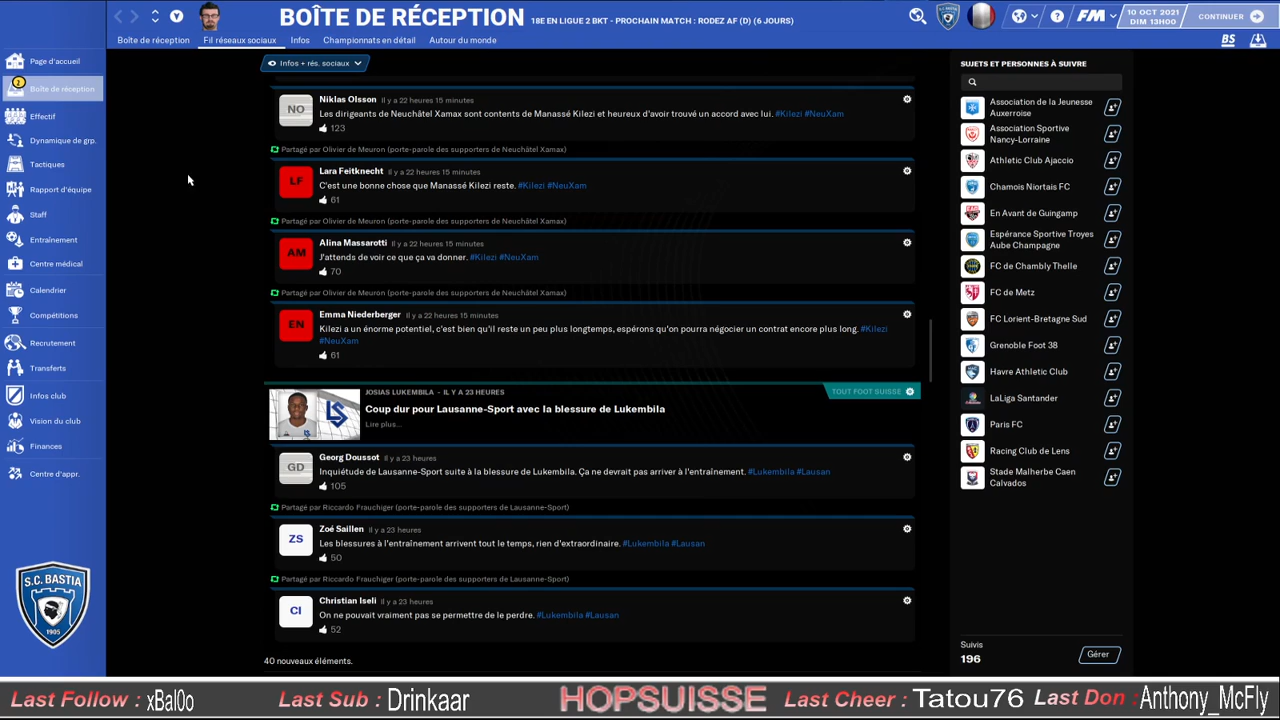 BOÎTE DE RÉCEPTION
18E EN LIGUE 2 BKT - PROCHAIN MATCH : RODEZ AF (D) (6 JOURS)
FM
10 OCT 2021
DIM 13H00
CONTINUER
Boîte de réception
Fil réseaux sociaux
Infos
Championnats en détail
Autour du monde
BS
Page d'accueil
2
Boîte de réception
Effectif
Dynamique de grp.
Tactiques
Rapport d'équipe
Staff
Entraînement
Centre médical
Calendrier
Compétitions
Recrutement
Transferts
Infos club
Vision du club
Finances
Centre d'appr.
S.C. BASTIA
1905
Infos + rés. sociaux
NO
Niklas Olsson Il y a 22 heures 15 minutes
Les dirigeants de Neuchâtel Xamax sont contents de Manassé Kilezi et heureux d'avoir trouvé un accord avec lui. #Kilezi #NeuXam
123
Partagé par Olivier de Meuron (porte-parole des supporters de Neuchâtel Xamax)
LF
Lara Feitknecht Il y a 22 heures 15 minutes
C'est une bonne chose que Manassé Kilezi reste. #Kilezi #NeuXam
61
Partagé par Olivier de Meuron (porte-parole des supporters de Neuchâtel Xamax)
AM
Alina Massarotti Il y a 22 heures 15 minutes
J'attends de voir ce que ça va donner. #Kilezi #NeuXam
70
Partagé par Olivier de Meuron (porte-parole des supporters de Neuchâtel Xamax)
EN
Emma Niederberger Il y a 22 heures 15 minutes
Kilezi a un énorme potentiel, c'est bien qu'il reste un peu plus longtemps, espérons qu'on pourra négocier un contrat encore plus long. #Kilezi
#NeuXam
61
JOSIAS LUKEMBILA - IL Y A 23 HEURES
TOUT FOOT SUISSE
Coup dur pour Lausanne-Sport avec la blessure de Lukembila
Lire plus...
GD
Georg Doussot Il y a 23 heures
Inquiétude de Lausanne-Sport suite à la blessure de Lukembila. Ça ne devrait pas arriver à l'entraînement. #Lukembila #Lausan
105
Partagé par Riccardo Frauchiger (porte-parole des supporters de Lausanne-Sport)
ZS
Zoé Saillen Il y a 23 heures
Les blessures à l'entraînement arrivent tout le temps, rien d'extraordinaire. #Lukembila #Lausan
50
Partagé par Riccardo Frauchiger (porte-parole des supporters de Lausanne-Sport)
CI
Christian Iseli Il y a 23 heures
On ne pouvait vraiment pas se permettre de le perdre. #Lukembila #Lausan
52
40 nouveaux éléments.
SUJETS ET PERSONNES À SUIVRE
Association de la Jeunesse
Auxerroise
Association Sportive
Nancy-Lorraine
Athletic Club Ajaccio
Chamois Niortais FC
En Avant de Guingamp
Espérance Sportive Troyes
Aube Champagne
FC de Chambly Thelle
FC de Metz
FC Lorient-Bretagne Sud
Grenoble Foot 38
Havre Athletic Club
LaLiga Santander
Paris FC
Racing Club de Lens
Stade Malherbe Caen
Calvados
Suivis
196
Gérer
Last Follow : xBal0o
Last Sub : Drinkaar
HOPSUISSE
Last Cheer : Tatou76
Last Don : Anthony_McFly